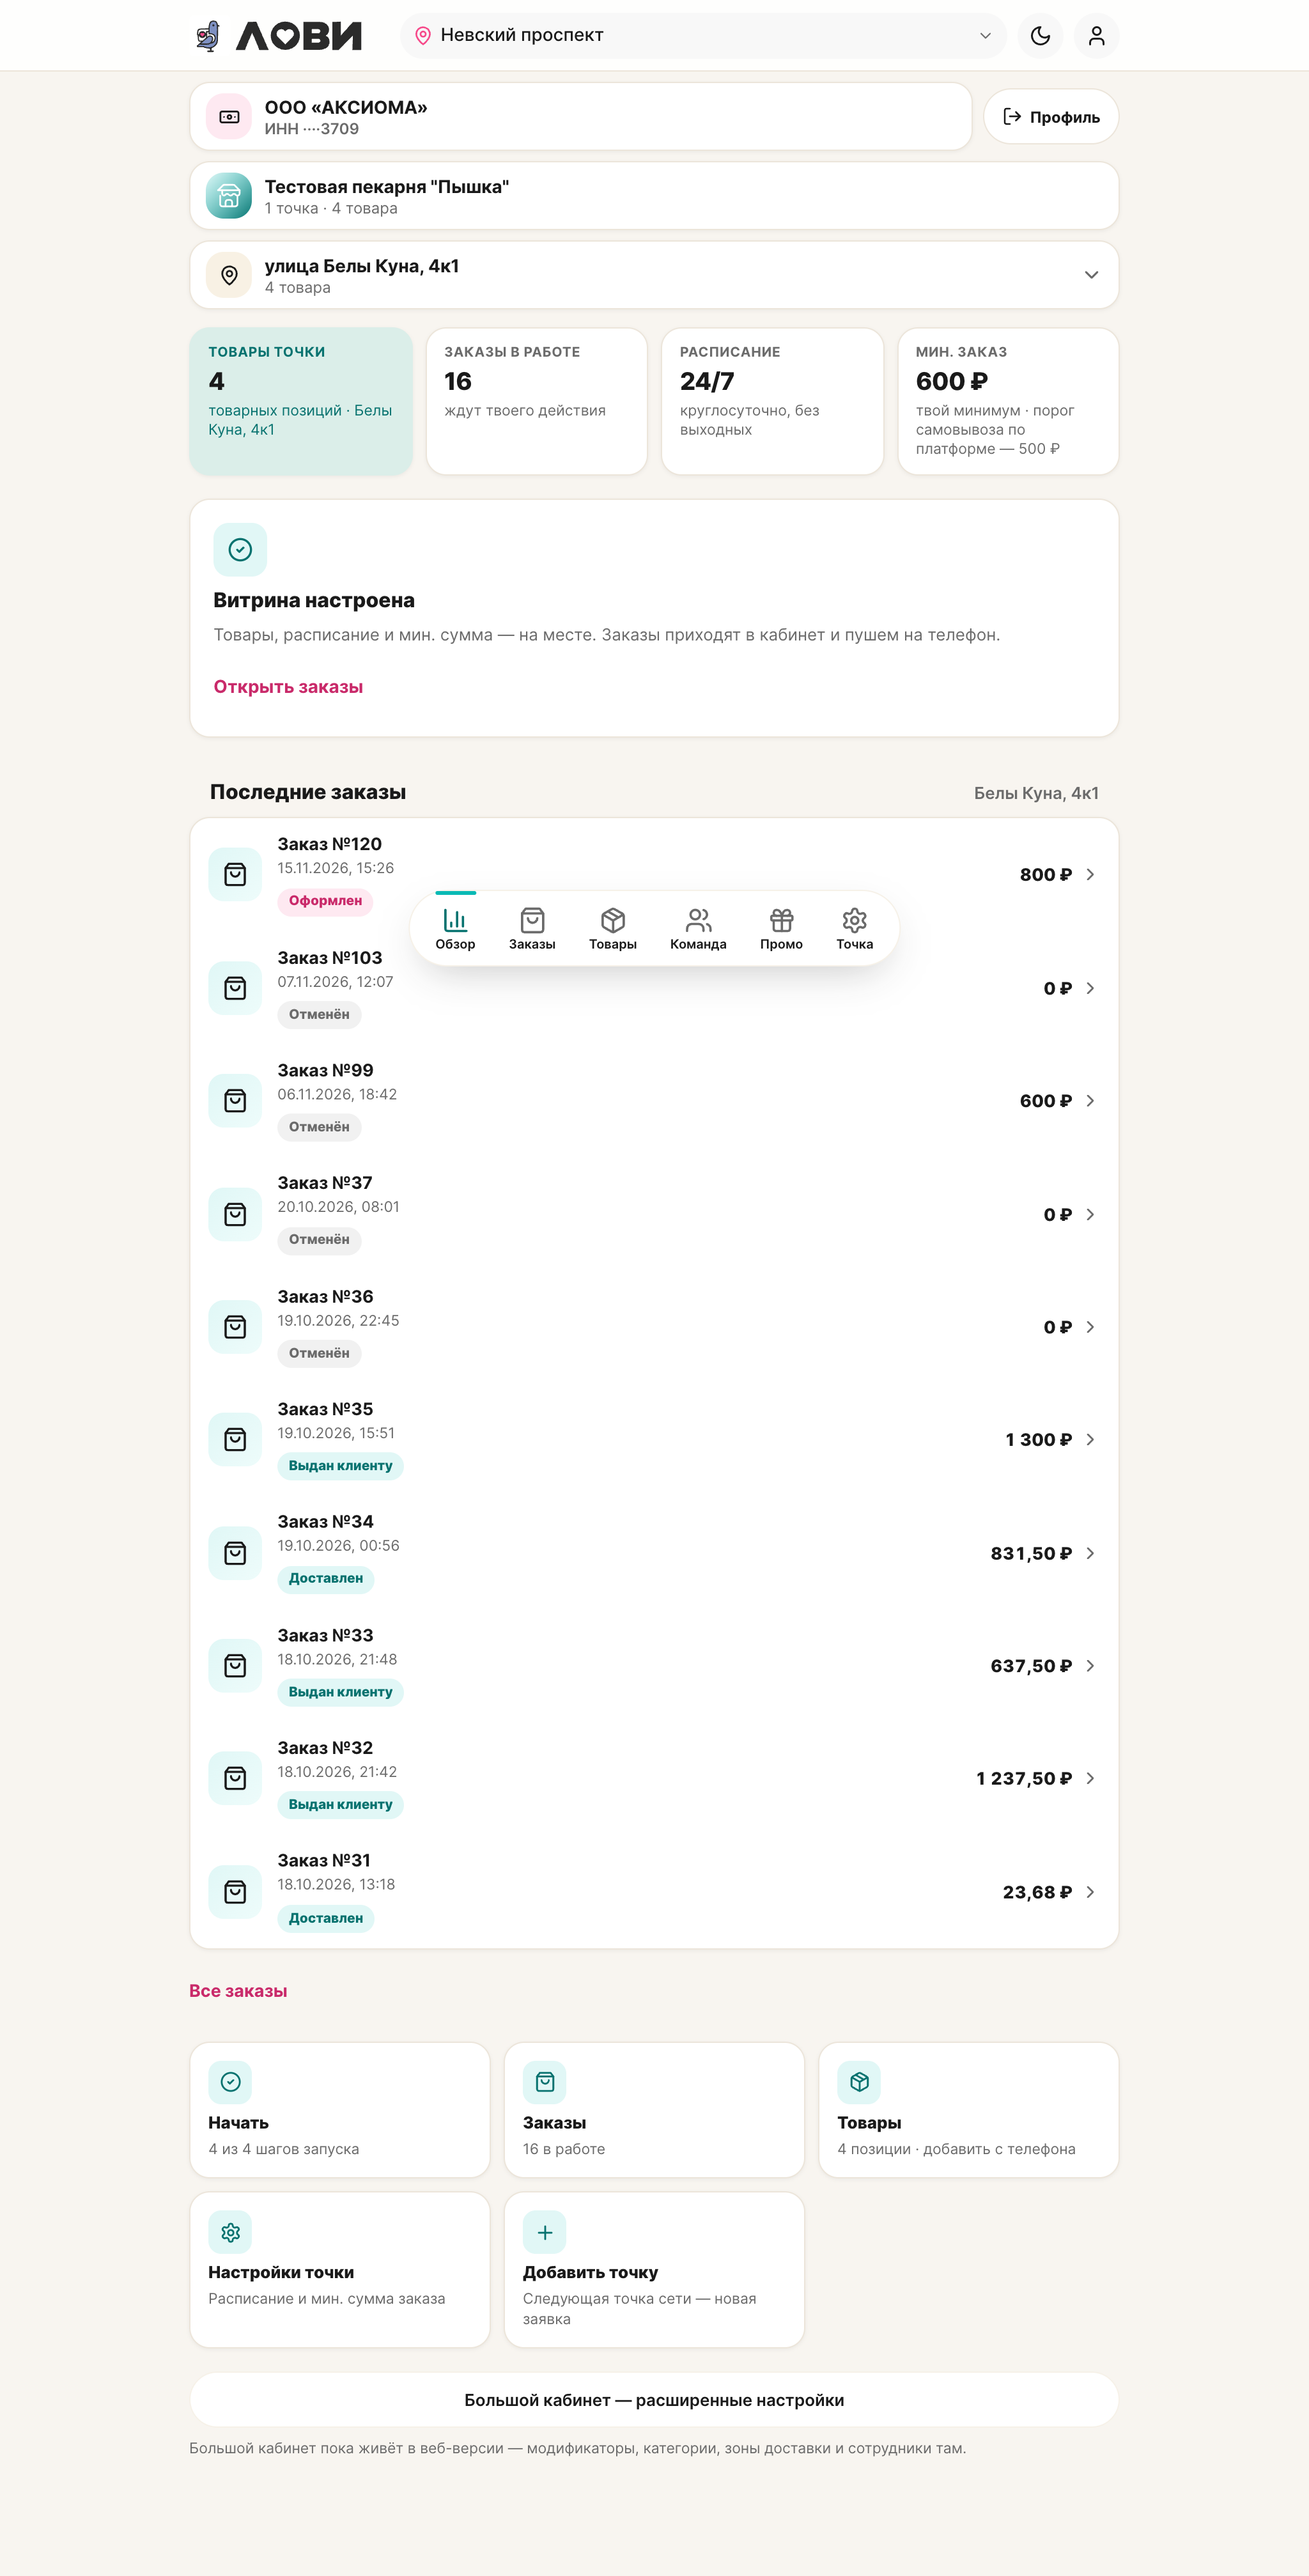 ЛОВИ
Невский проспект
ООО «АКСИОМА»
ИНН ····3709
Профиль
Тестовая пекарня "Пышка"
1 точка · 4 товара
улица Белы Куна, 4к1
4 товара
ТОВАРЫ ТОЧКИ
4
товарных позиций · Белы
Куна, 4к1
ЗАКАЗЫ В РАБОТЕ
16
ждут твоего действия
РАСПИСАНИЕ
24/7
круглосуточно, без
выходных
МИН. ЗАКАЗ
600 ₽
твой минимум · порог
самовывоза по
платформе — 500 ₽
Витрина настроена
Товары, расписание и мин. сумма — на месте. Заказы приходят в кабинет и пушем на телефон.
Открыть заказы
Последние заказы
Белы Куна, 4к1
Заказ №120
15.11.2026, 15:26
Оформлен
800 ₽
Обзор
Заказы
Товары
Команда
Промо
Точка
Заказ №103
07.11.2026, 12:07
Отменён
0 ₽
Заказ №99
06.11.2026, 18:42
Отменён
600 ₽
Заказ №37
20.10.2026, 08:01
Отменён
0 ₽
Заказ №36
19.10.2026, 22:45
Отменён
0 ₽
Заказ №35
19.10.2026, 15:51
Выдан клиенту
1 300 ₽
Заказ №34
19.10.2026, 00:56
Доставлен
831,50 ₽
Заказ №33
18.10.2026, 21:48
Выдан клиенту
637,50 ₽
Заказ №32
18.10.2026, 21:42
Выдан клиенту
1 237,50 ₽
Заказ №31
18.10.2026, 13:18
Доставлен
23,68 ₽
Все заказы
Начать
4 из 4 шагов запуска
Заказы
16 в работе
Товары
4 позиции · добавить с телефона
Настройки точки
Расписание и мин. сумма заказа
Добавить точку
Следующая точка сети — новая
заявка
Большой кабинет — расширенные настройки
Большой кабинет пока живёт в веб-версии — модификаторы, категории, зоны доставки и сотрудники там.